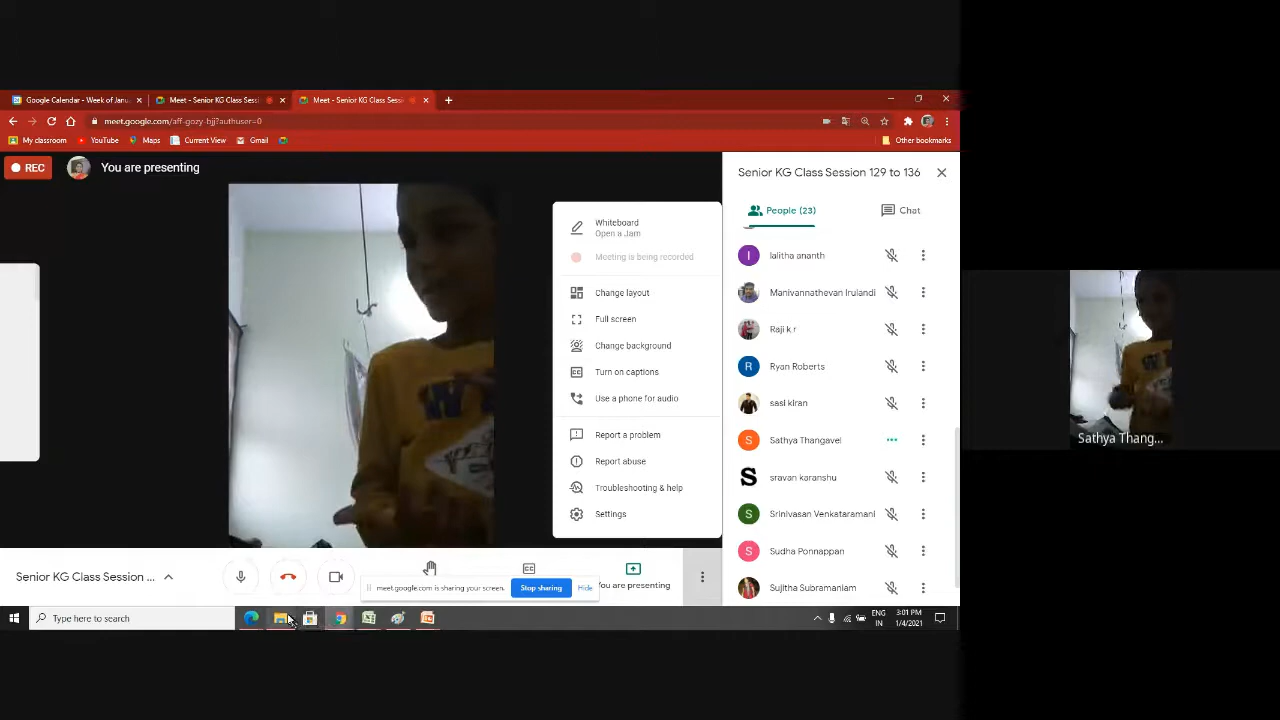 Google Calendar - Week of Janu
Meet - Senior KG Class Sessi
Meet - Senior KG Class Sess
meet.google.com/aff-gozy-bjj?authuser=0
My classroom
YouTube
Maps
Current View
Gmail
Other bookmarks
REC
You are presenting
Senior KG Class Session 129 to 136
People (23)
Chat
Whiteboard
Open a Jam
Meeting is being recorded
Change layout
Full screen
Change background
Turn on captions
Use a phone for audio
Report a problem
Report abuse
Troubleshooting & help
Settings
lalitha ananth
Manivannathevan Irulandi
Raji k r
Ryan Roberts
sasi kiran
Sathya Thangavel
sravan karanshu
Srinivasan Venkataramani
Sudha Ponnappan
Sujitha Subramaniam
Sathya Thang...
Senior KG Class Session ...
meet.google.com is sharing your screen.
Stop sharing
Hide
You are presenting
Type here to search
ENG
IN
3:01 PM
1/4/2021